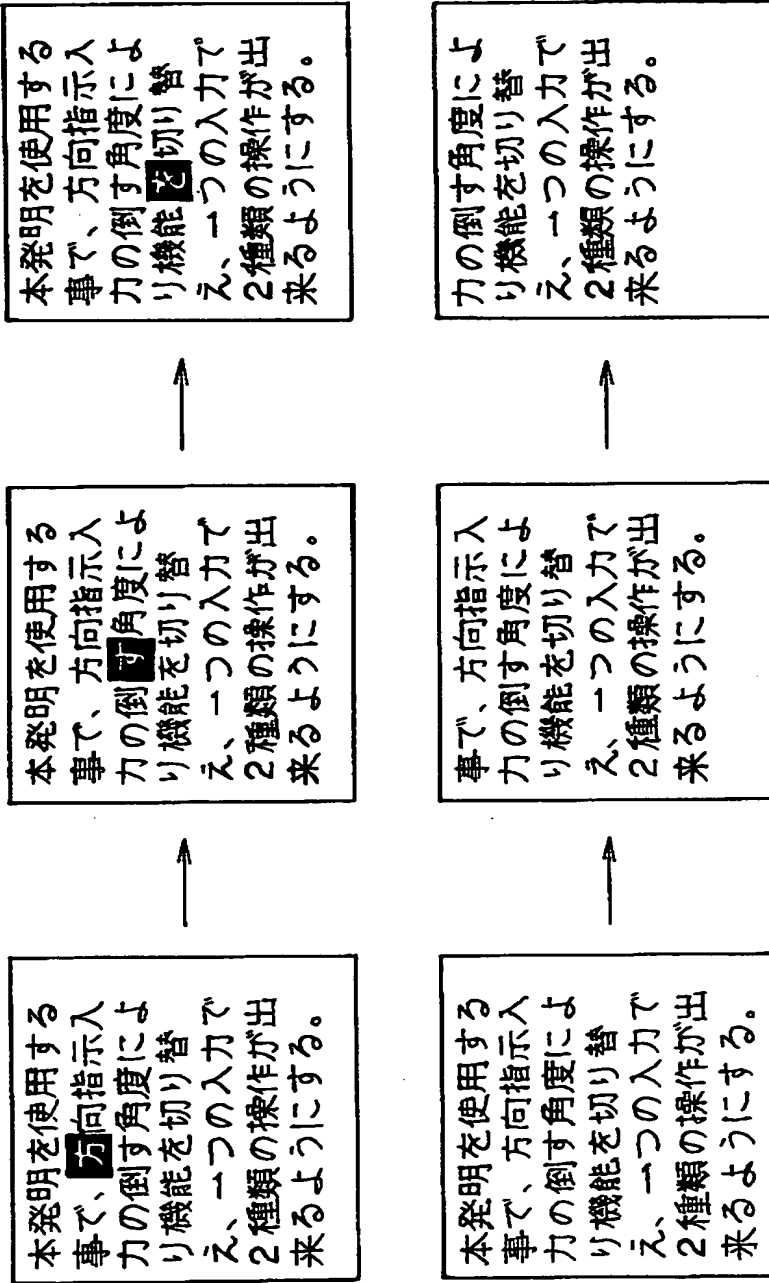 本発明を使用する
事で、方向指示入
力の倒す角度によ
り機能を切り替
え、一つの入力で
2種類の操作が出
来るようにする。
本発明を使用する
事で、方向指示入
力の倒す角度によ
り機能を切り替
え、一つの入力で
2種類の操作が出
来るようにする。
本発明を使用する
事で、方向指示入
力の倒す角度によ
り機能を切り替
え、一つの入力で
2種類の操作が出
来るようにする。
本発明を使用する
事で、方向指示入
力の倒す角度によ
り機能を切り替
え、一つの入力で
2種類の操作が出
来るようにする。
事で、方向指示入
力の倒す角度によ
り機能を切り替
え、一つの入力で
2種類の操作が出
来るようにする。
力の倒す角度によ
り機能を切り替
え、一つの入力で
2種類の操作が出
来るようにする。